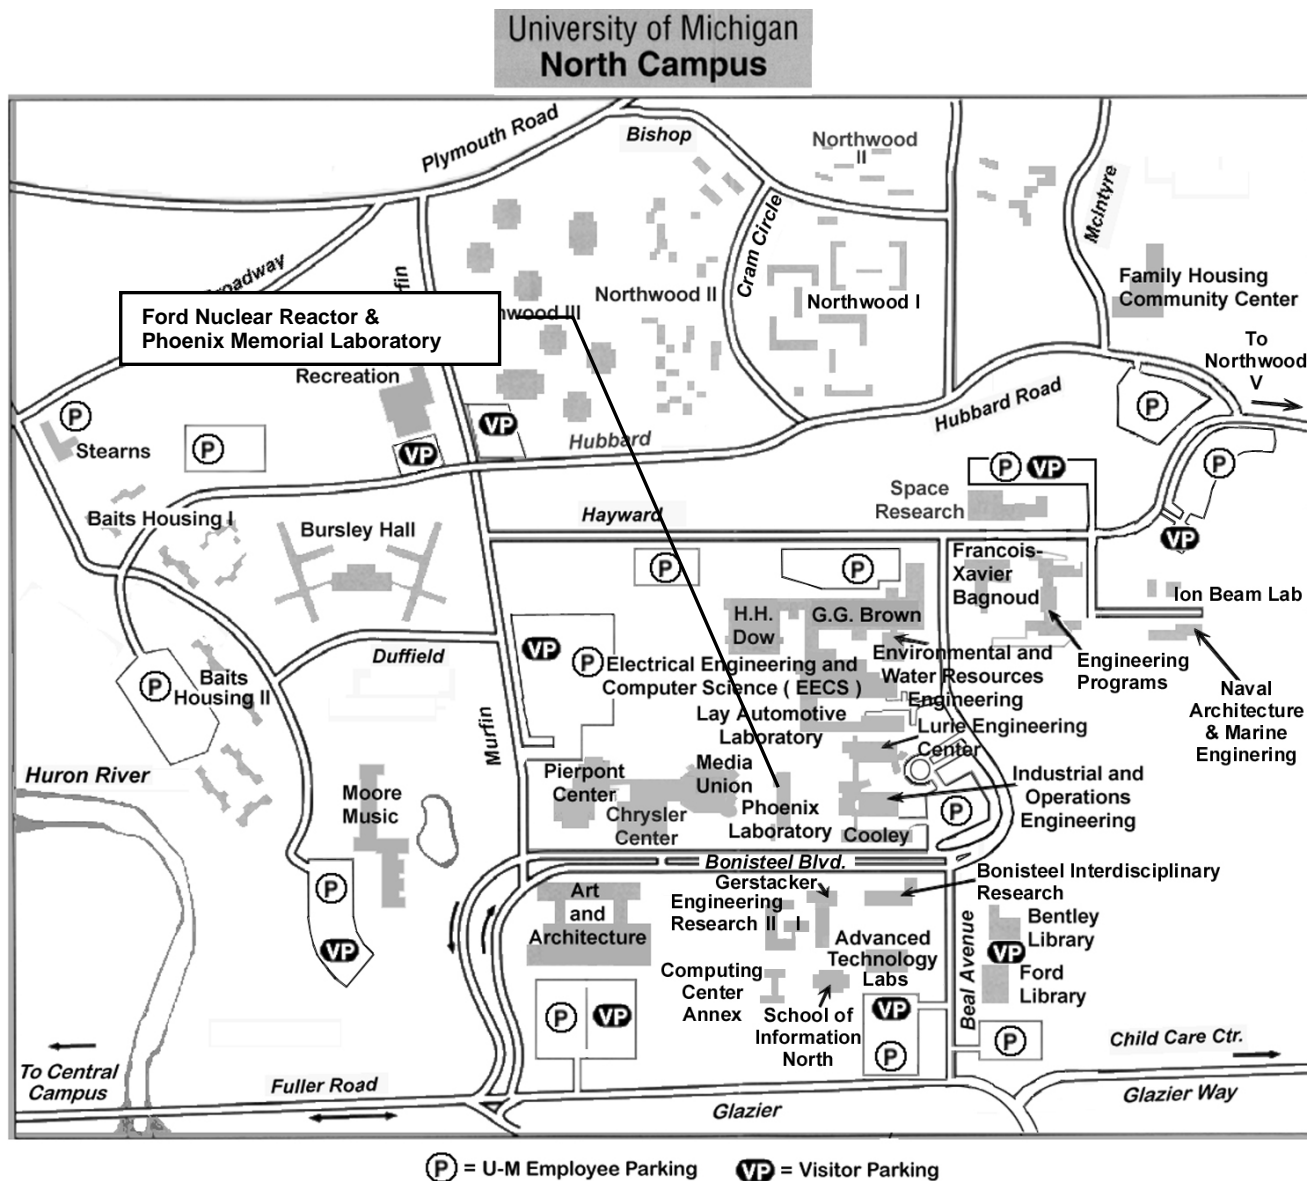 University of Michigan
North Campus
Plymouth Road
Bishop
Northwood
II
McIntyre
Cram Circle
Broadway
Family Housing
Community Center
Northwood II
Northwood I
Ford Nuclear Reactor &
Phoenix Memorial Laboratory
To
Northwood
V
Recreation
P
Stearns
P
VP
VP
Hubbard
Hubbard Road
P
P
P
VP
Space
Research
Baits Housing I
Bursley Hall
Hayward
VP
P
P
Francois-
Xavier
Bagnoud
Ion Beam Lab
H.H.
Dow
G.G. Brown
VP
P
Duffield
Electrical Engineering and
Computer Science ( EECS )
Environmental and
Water Resources
Engineering
Engineering
Programs
Naval
Architecture
& Marine
Enginering
P
Baits
Housing II
Lay Automotive
Laboratory
Lurie Engineering
Center
Murfin
Huron River
Moore
Music
Pierpont
Center
Media
Union
Chrysler
Center
Phoenix
Laboratory
Cooley
P
Industrial and
Operations
Engineering
Bonisteel Blvd.
P
VP
Art
and
Architecture
Gerstacker
Engineering
Research II I
Bonisteel Interdisciplinary
Research
Bentley
Library
VP
Ford
Library
Advanced
Technology
Labs
Computing
Center
Annex
School of
Information
North
Beal Avenue
P
VP
VP
P
P
Child Care Ctr.
To Central
Campus
Fuller Road
Glazier
Glazier Way
P = U-M Employee Parking
VP = Visitor Parking